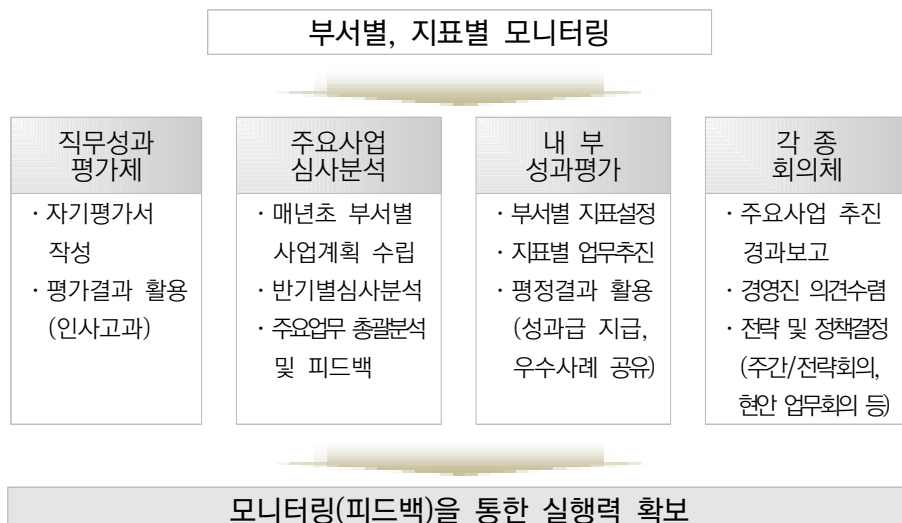 부서별, 지표별 모니터링
직무성과
평가제
· 자기평가서
작성
· 평가결과 활용
(인사고과)
주요사업
심사분석
· 매년초 부서별
사업계획 수립
· 반기별심사분석
· 주요업무 총괄분석
및 피드백
내 부
성과평가
· 부서별 지표설정
· 지표별 업무추진
· 평정결과 활용
(성과급 지급,
우수사례 공유)
각 종
회의체
· 주요사업 추진
경과보고
· 경영진 의견수렴
· 전략 및 정책결정
(주간/전략회의,
현안 업무회의 등)
모니터링(피드백)을 통한 실행력 확보